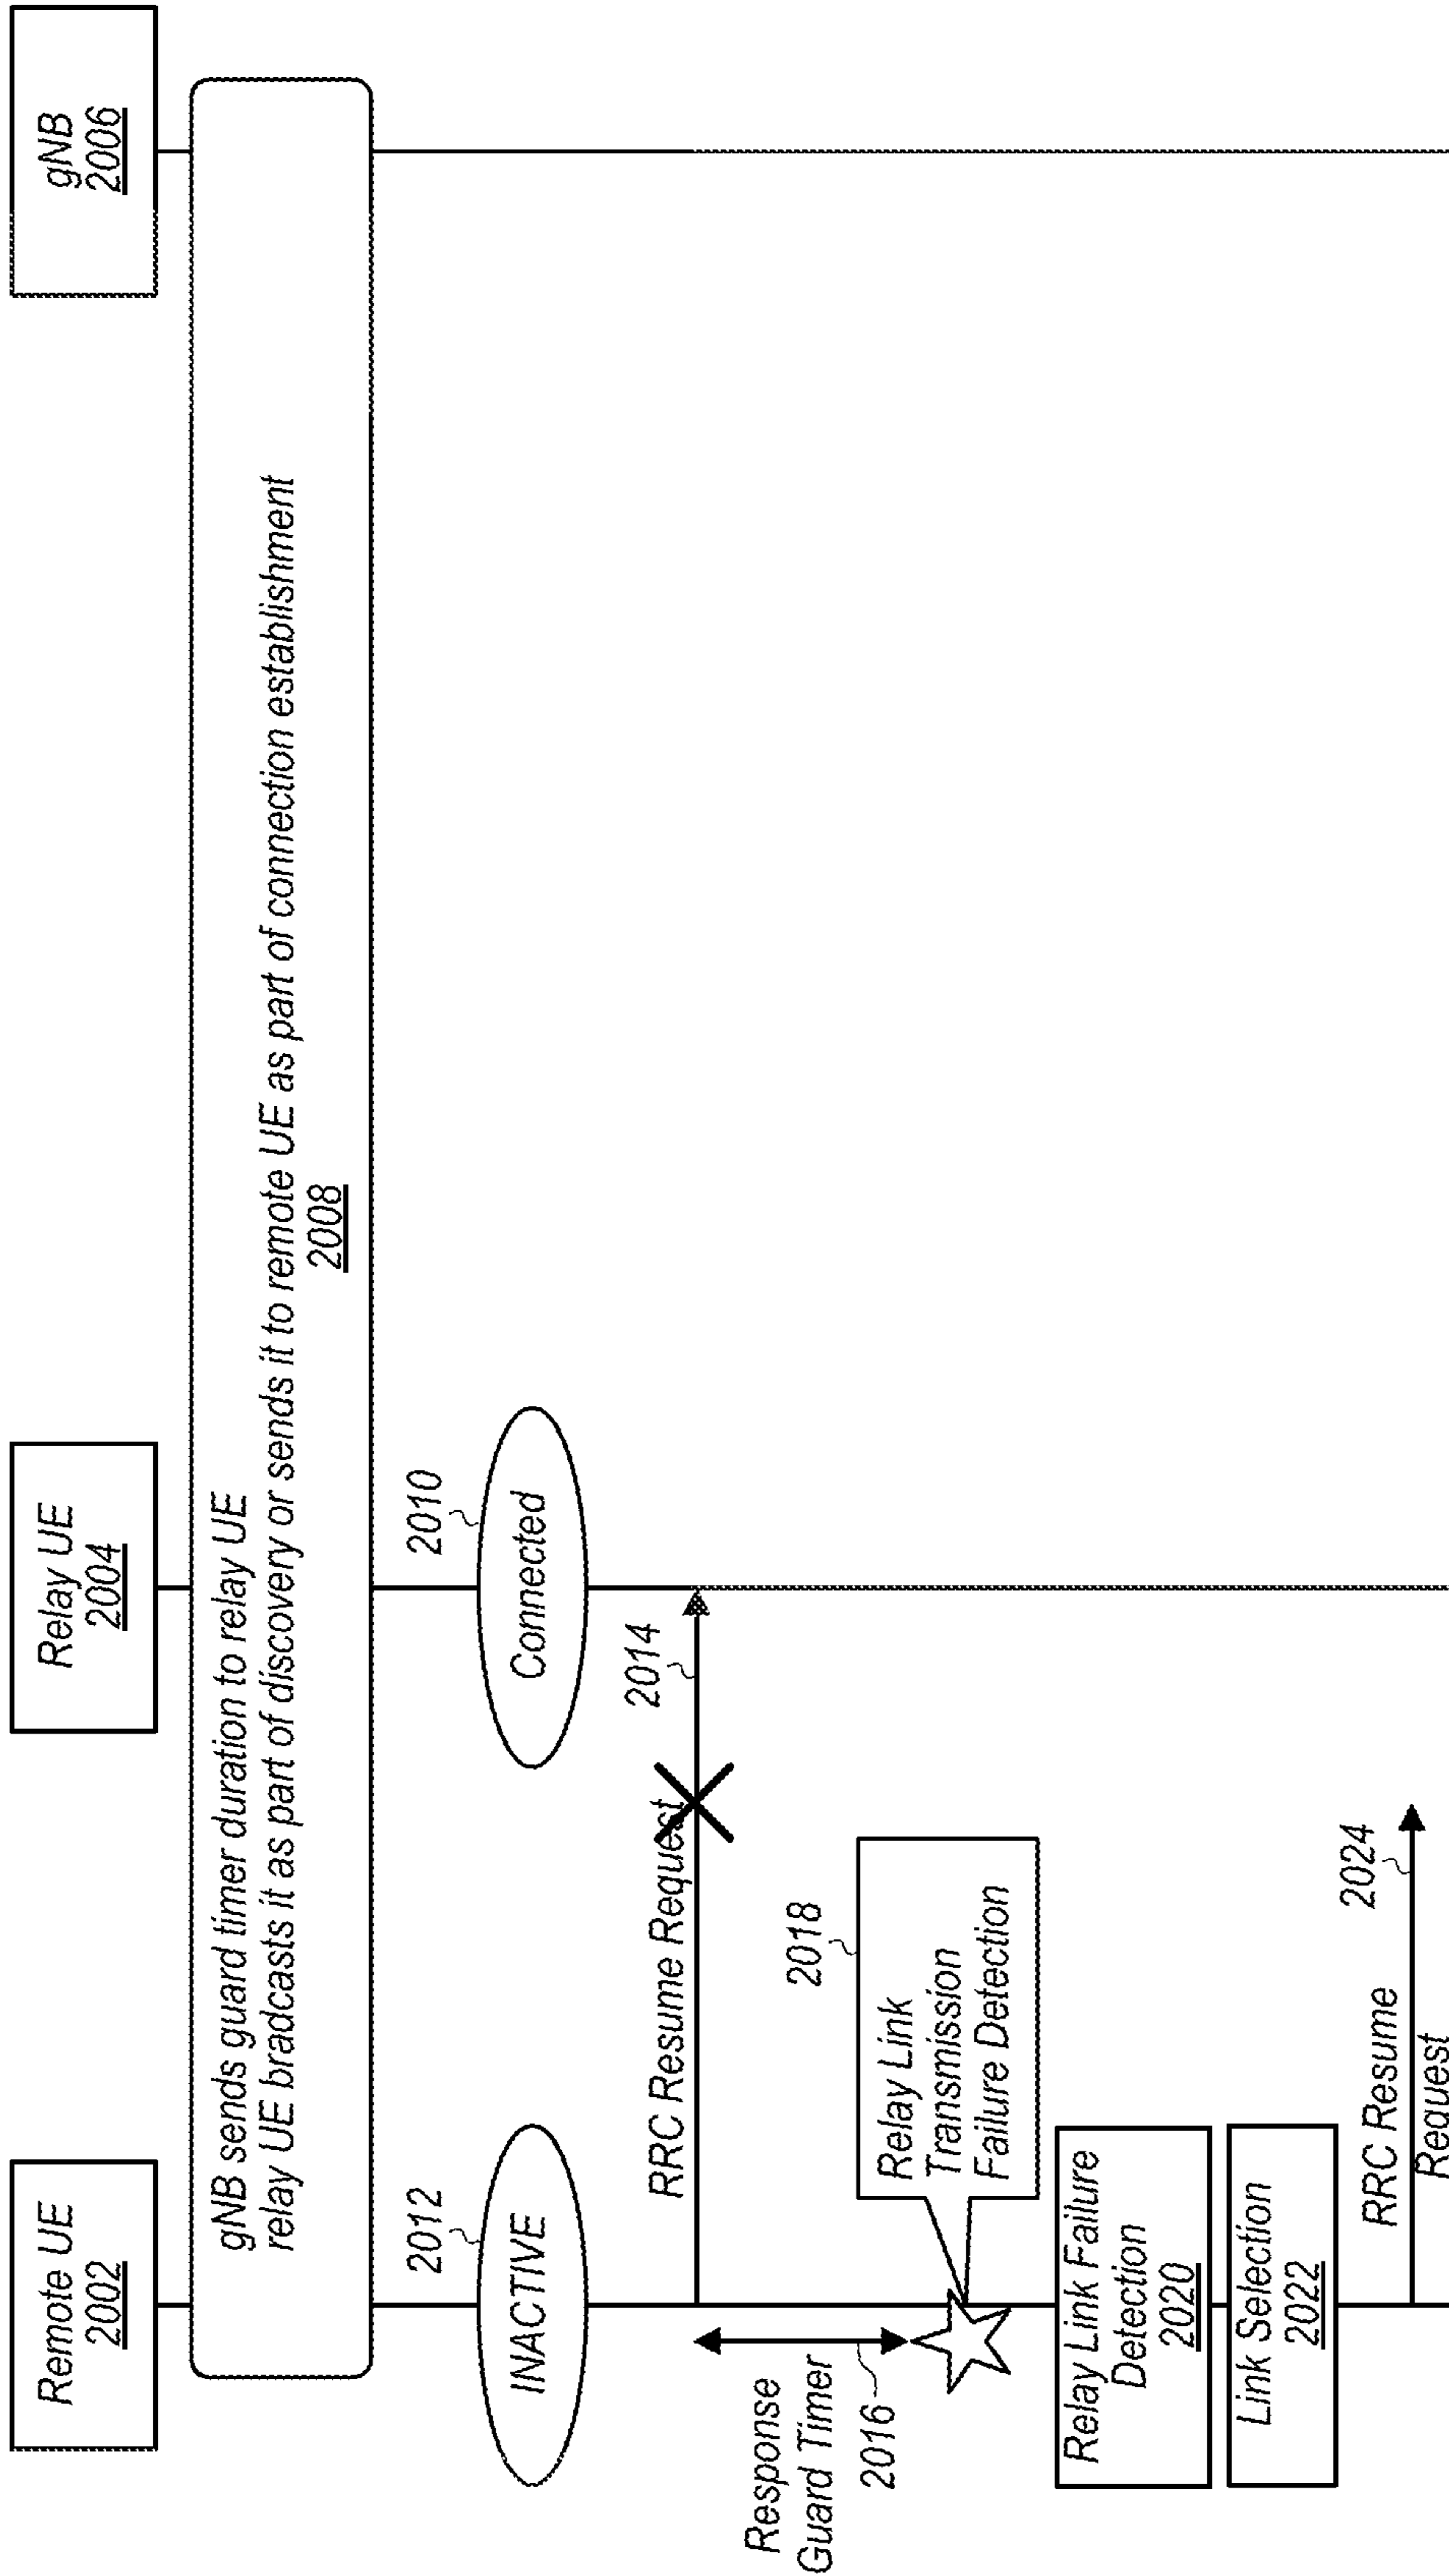 Remote UE
2002
Relay UE
2004
gNB
2006
gNB sends guard timer duration to relay UE
relay UE bradcasts it as part of discovery or sends it to remote UE as part of connection establishment
2008
2012
INACTIVE
2010
Connected
RRC Resume Request
2014
Response
Guard Timer
2016
2018
Relay Link
Transmission
Failure Detection
Relay Link Failure
Detection
2020
Link Selection
2022
RRC Resume
Request
2024